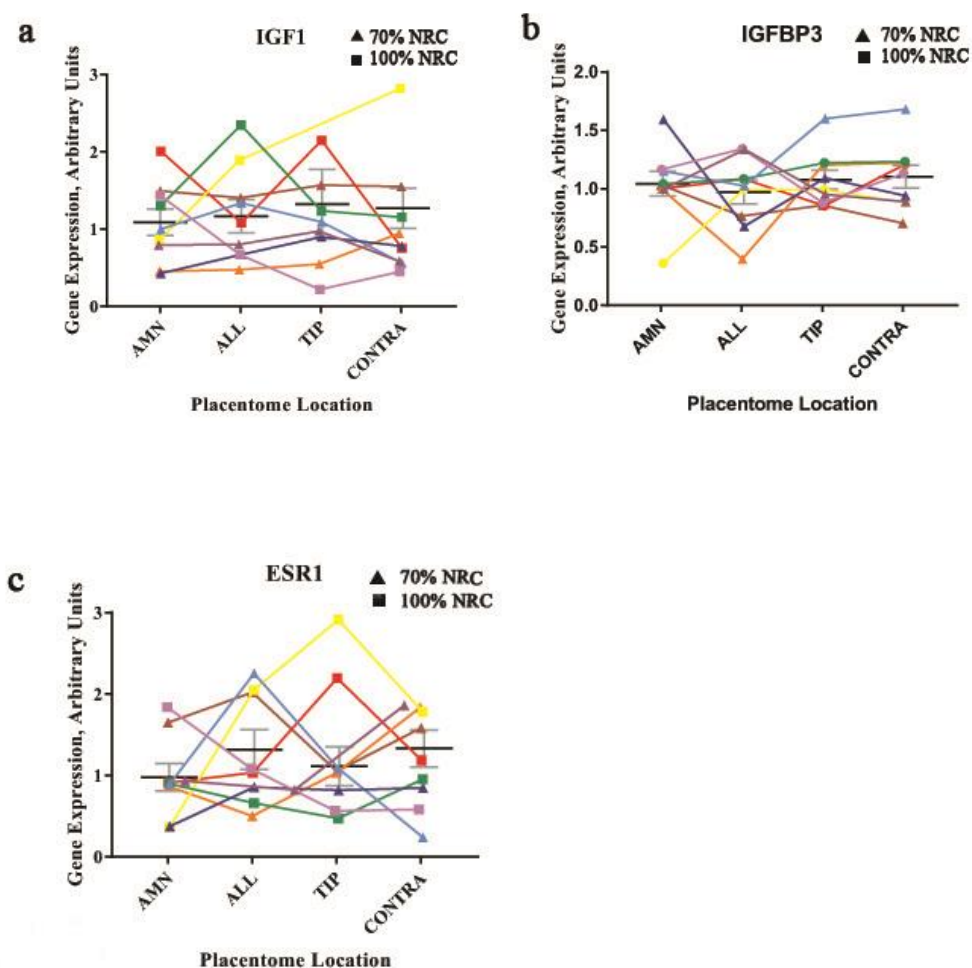 a
IGF1
▲ 70% NRC
■ 100% NRC
Gene Expression, Arbitrary Units
3
2
1
0
AMN
ALL
TIP
CONTRA
Placentome Location
b
IGFBP3
▲ 70% NRC
■ 100% NRC
Gene Expression, Arbitrary Units
2.0
1.5
1.0
0.5
0.0
AMN
ALL
TIP
CONTRA
Placentome Location
c
ESR1
▲ 70% NRC
■ 100% NRC
Gene Expression, Arbitrary Units
3
2
1
0
AMN
ALL
TIP
CONTRA
Placentome Location